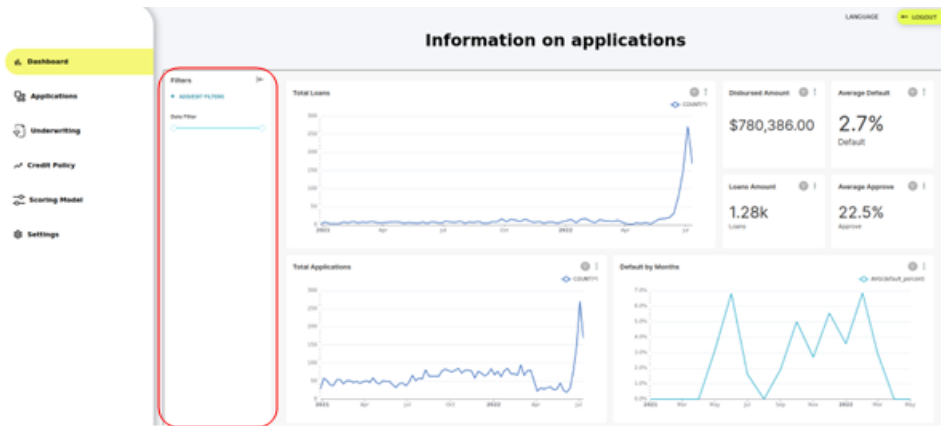 LANGUAGE
LOGOUT
Information on applications
Dashboard
Applications
Underwriting
Credit Policy
Scoring Model
Settings
Filters
Date Filter
Total Loans
COUNT(*)
300
250
200
150
100
50
0
2021 Apr Jul Oct 2022 Apr Jul
Disbursed Amount
$780,386.00
Average Default
2.7%
Default
Loans Amount
1.28k
Loans
Average Approve
22.5%
Approve
Total Applications
COUNT(*)
300
250
200
150
100
50
0
2021 Apr Jul Oct 2022 Apr Jul
Default by Months
AVG(default_percent)
7.0%
6.0%
5.0%
4.0%
3.0%
2.0%
1.0%
0.0%
2021 Mar May Jul Sep Nov 2022 Mar May